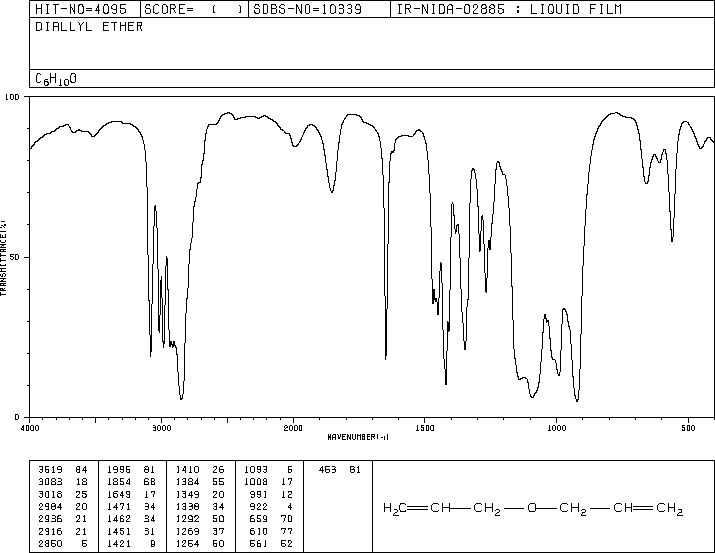 HIT-NO=4095 SCORE= ( ) SDBS-NO=10339 IR-NIDA-02885 : LIQUID FILM
DIALLYL ETHER
C6H10O
100
50
0
TRANSMITTANCE(%)
4000 3000 2000 1500 1000 500
WAVENUMBER(-1)
3619 84 1996 81 1410 26 1093 6 453 81
3083 18 1854 68 1384 55 1008 17
3018 25 1649 17 1349 20 991 12
2984 20 1471 34 1338 34 922 4
2936 21 1462 34 1292 50 659 70
2916 21 1451 31 1269 37 610 77
2850 5 1421 9 1254 50 561 52
H2C=CH—CH2—O—CH2—CH=CH2